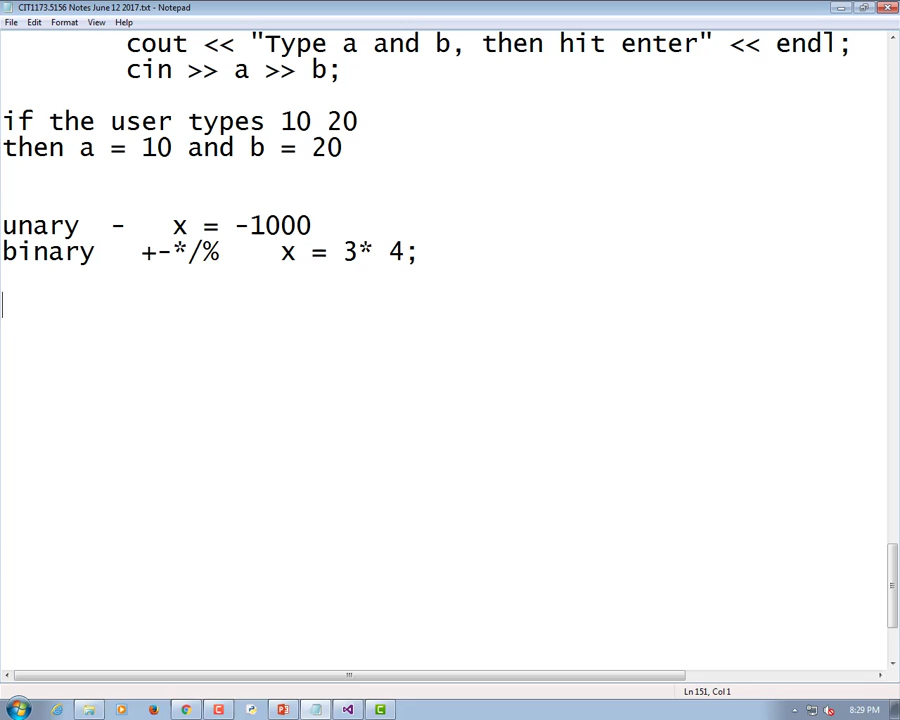 CIT1173.5156 Notes June 12 2017.txt - Notepad
File Edit Format View Help
cout << "Type a and b, then hit enter" << endl;
cin >> a >> b;
if the user types 10 20
then a = 10 and b = 20
unary - x = -1000
binary +-*/% x = 3* 4;
Ln 151, Col 1
8:29 PM